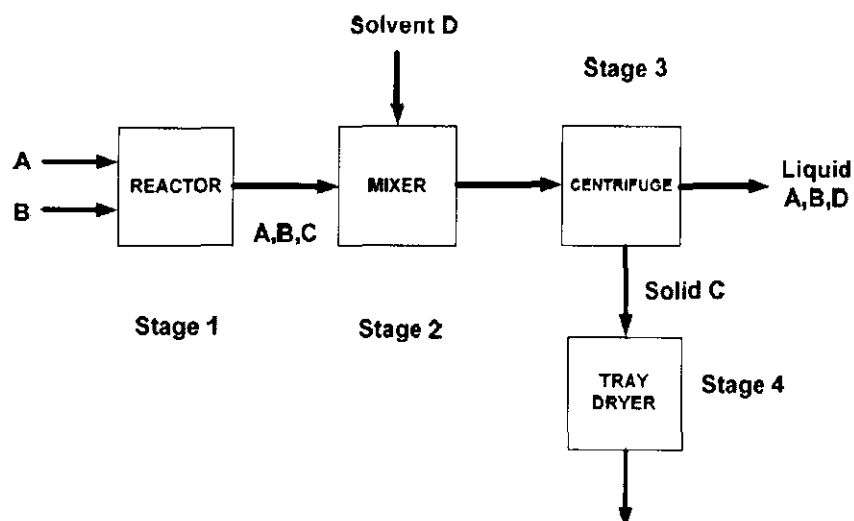 Solvent D
Stage 3
A
B
REACTOR
MIXER
CENTRIFUGE
Liquid
A,B,D
A,B,C
Solid C
Stage 1
Stage 2
TRAY
DRYER
Stage 4